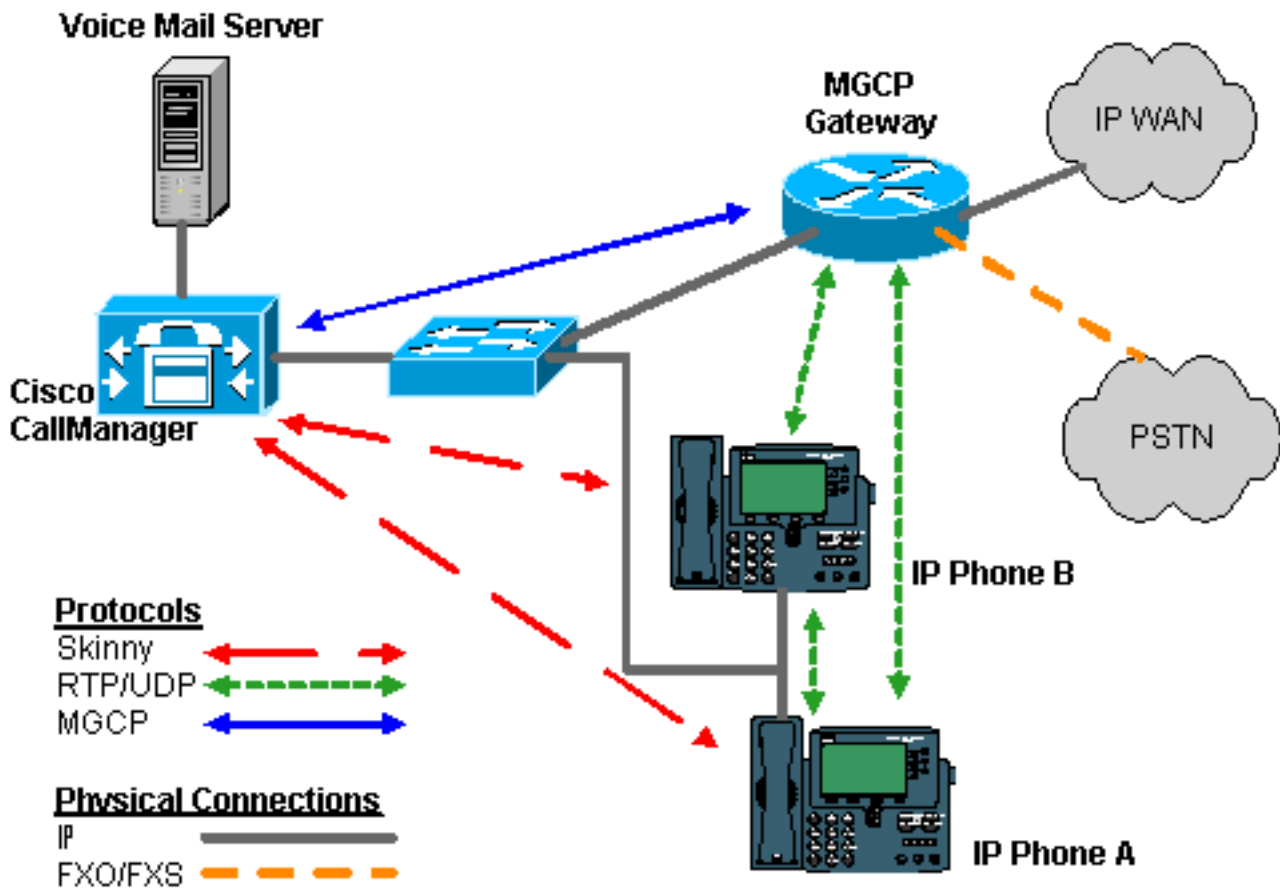 Voice Mail Server
MGCP
Gateway
IP WAN
Cisco
CallManager
PSTN
IP Phone B
Protocols
Skinny
RTP/UDP
MGCP
Physical Connections
IP
FXO/FXS
IP Phone A